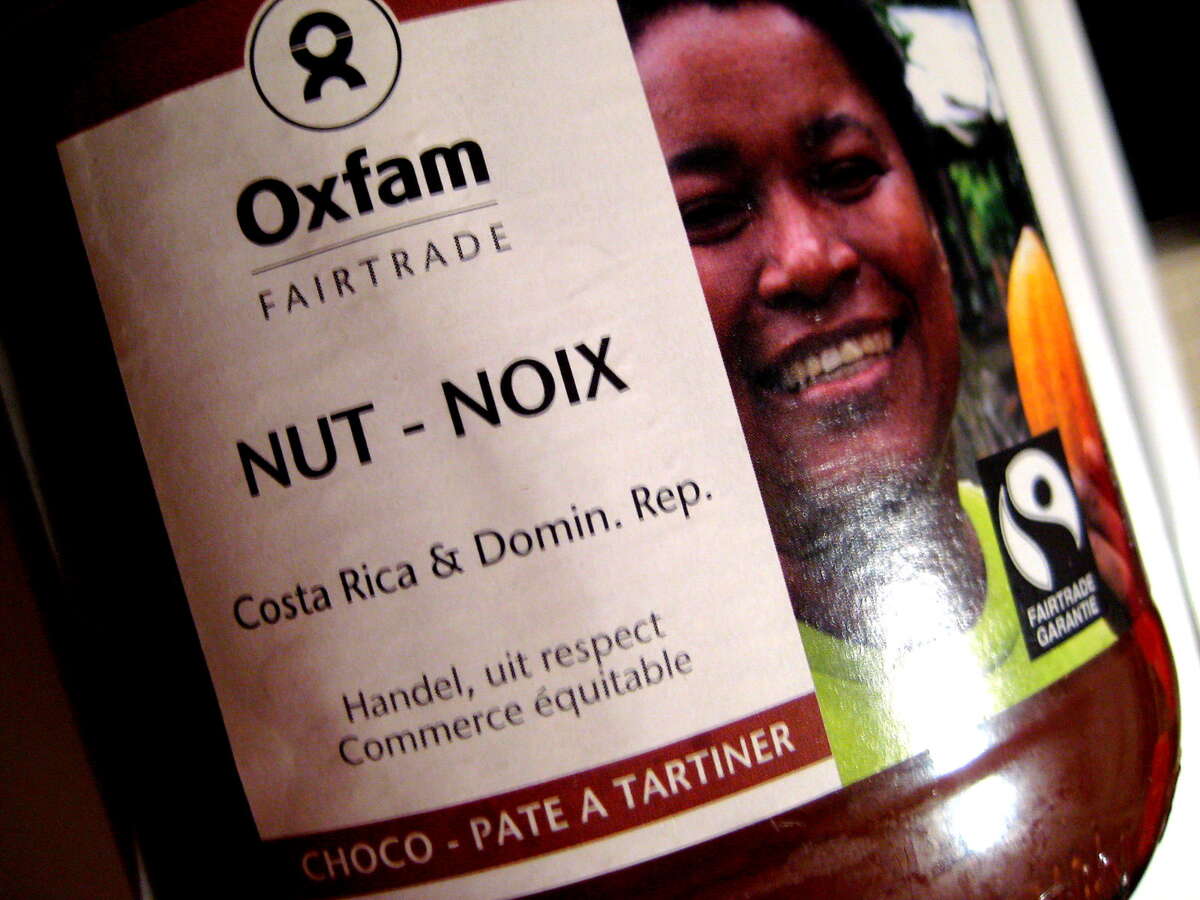 Oxfam
FAIRTRADE
NUT - NOIX
Costa Rica & Domin. Rep.
Handel, uit respect
Commerce équitable
CHOCO - PATE A TARTINER
FAIRTRADE
GARANTIE